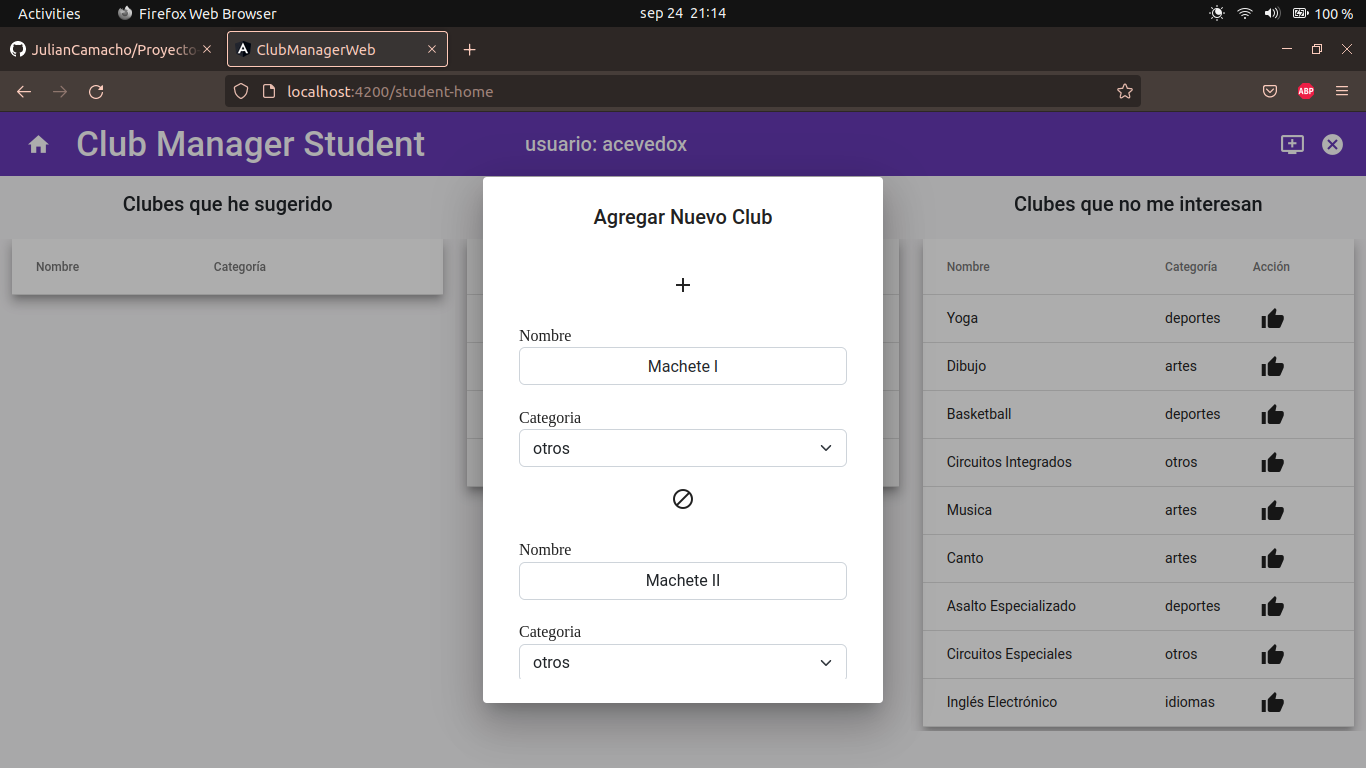 Activities Firefox Web Browser sep 24 21:14 100 %
JulianCamacho/Proyecto ClubManagerWeb
localhost:4200/student-home ABP
Club Manager Student usuario: acevedox
Clubes que he sugerido
Nombre Categoría
Agregar Nuevo Club
Nombre
Machete I
Categoria
otros
Nombre
Machete II
Categoria
otros
Clubes que no me interesan
Nombre Categoría Acción
Yoga deportes
Dibujo artes
Basketball deportes
Circuitos Integrados otros
Musica artes
Canto artes
Asalto Especializado deportes
Circuitos Especiales otros
Inglés Electrónico idiomas